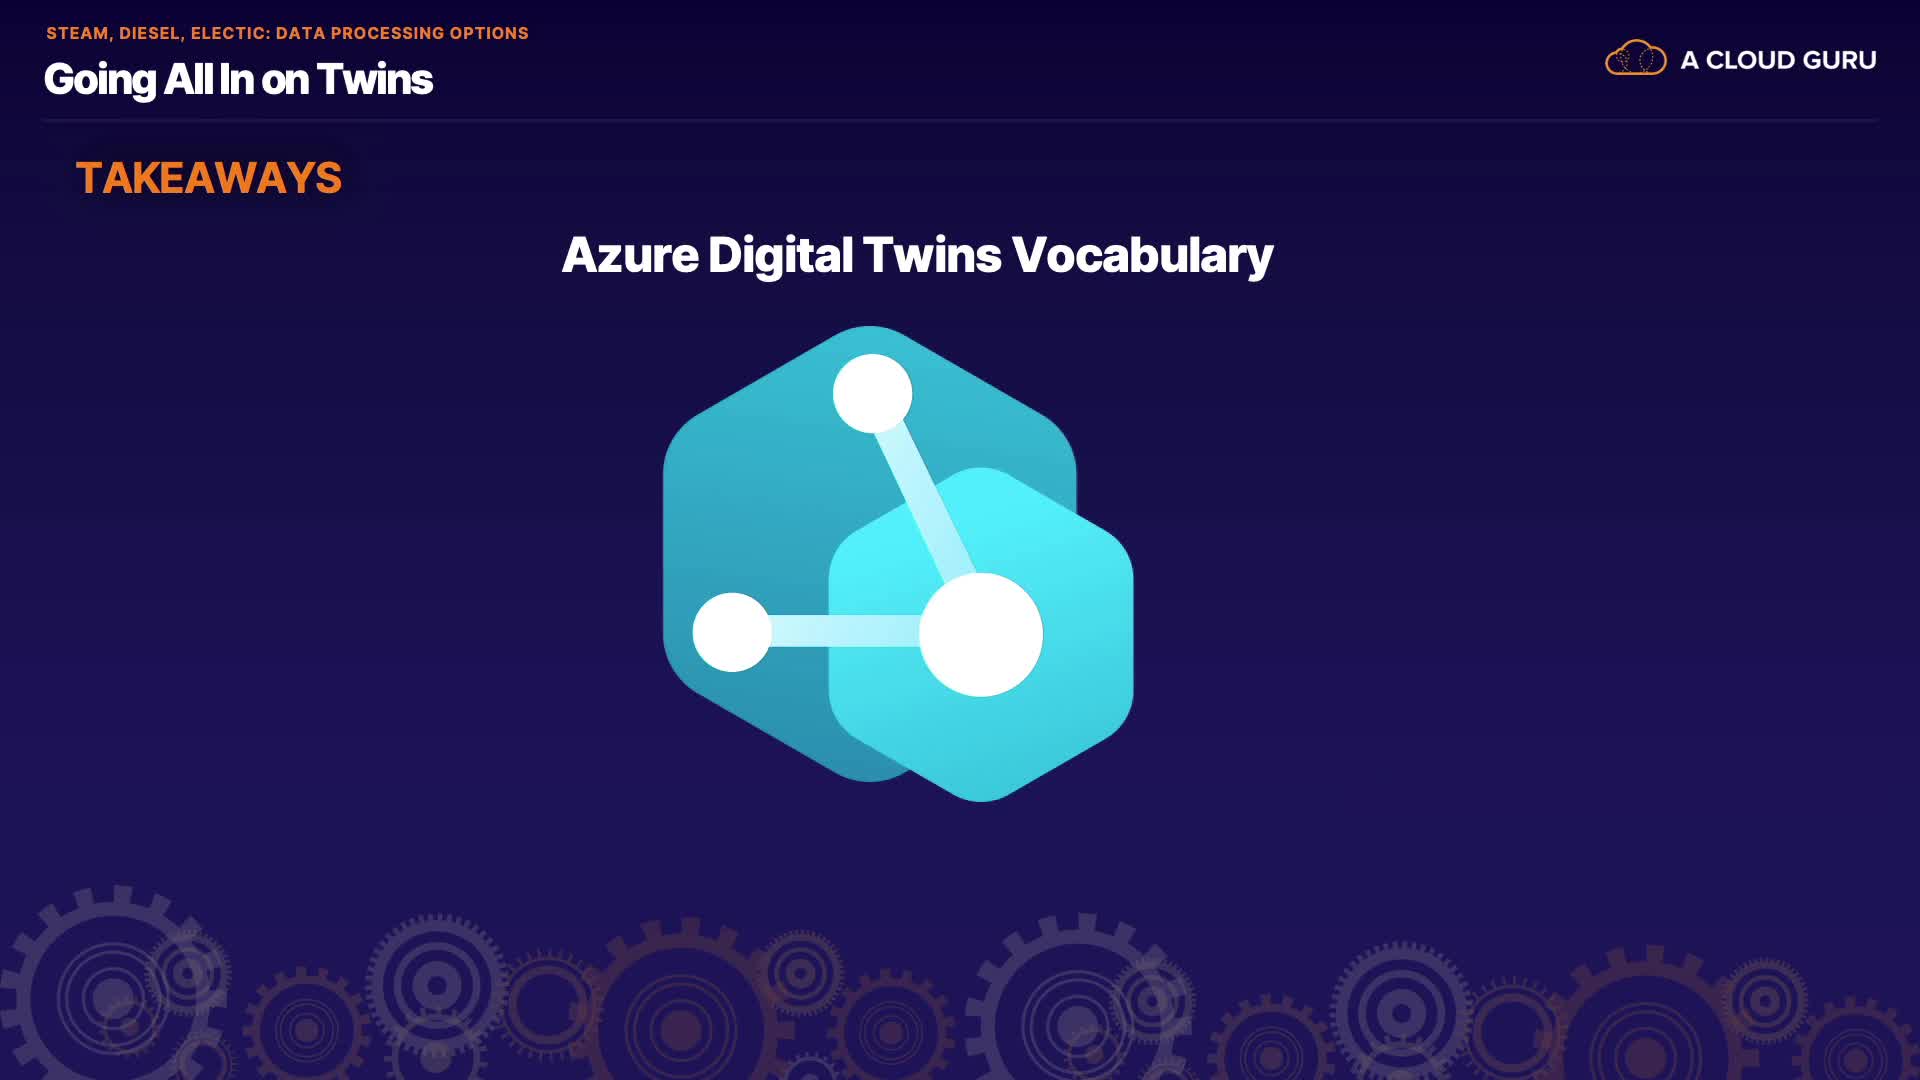 STEAM, DIESEL, ELECTIC: DATA PROCESSING OPTIONS
Going All In on Twins
A CLOUD GURU
TAKEAWAYS
Azure Digital Twins Vocabulary